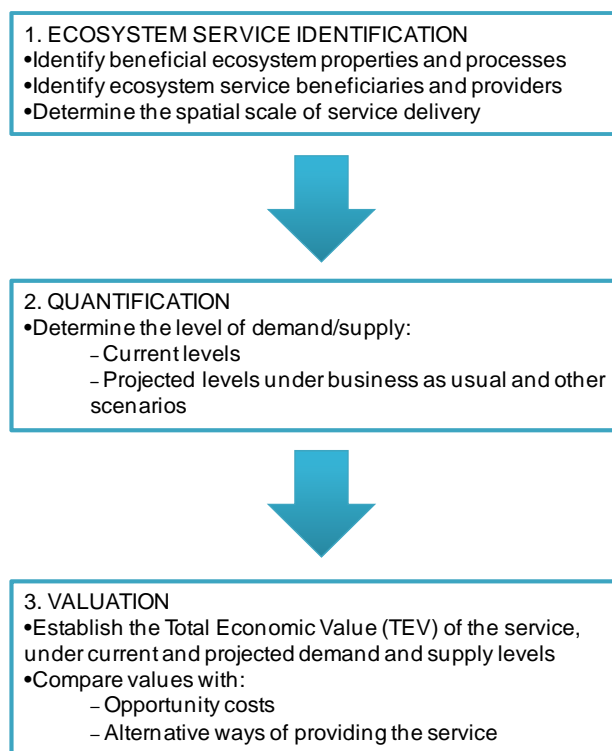 1. ECOSYSTEM SERVICE IDENTIFICATION
•Identify beneficial ecosystem properties and processes
•Identify ecosystem service beneficiaries and providers
•Determine the spatial scale of service delivery
2. QUANTIFICATION
•Determine the level of demand/supply:
– Current levels
– Projected levels under business as usual and other
scenarios
3. VALUATION
•Establish the Total Economic Value (TEV) of the service,
under current and projected demand and supply levels
•Compare values with:
– Opportunity costs
– Alternative ways of providing the service